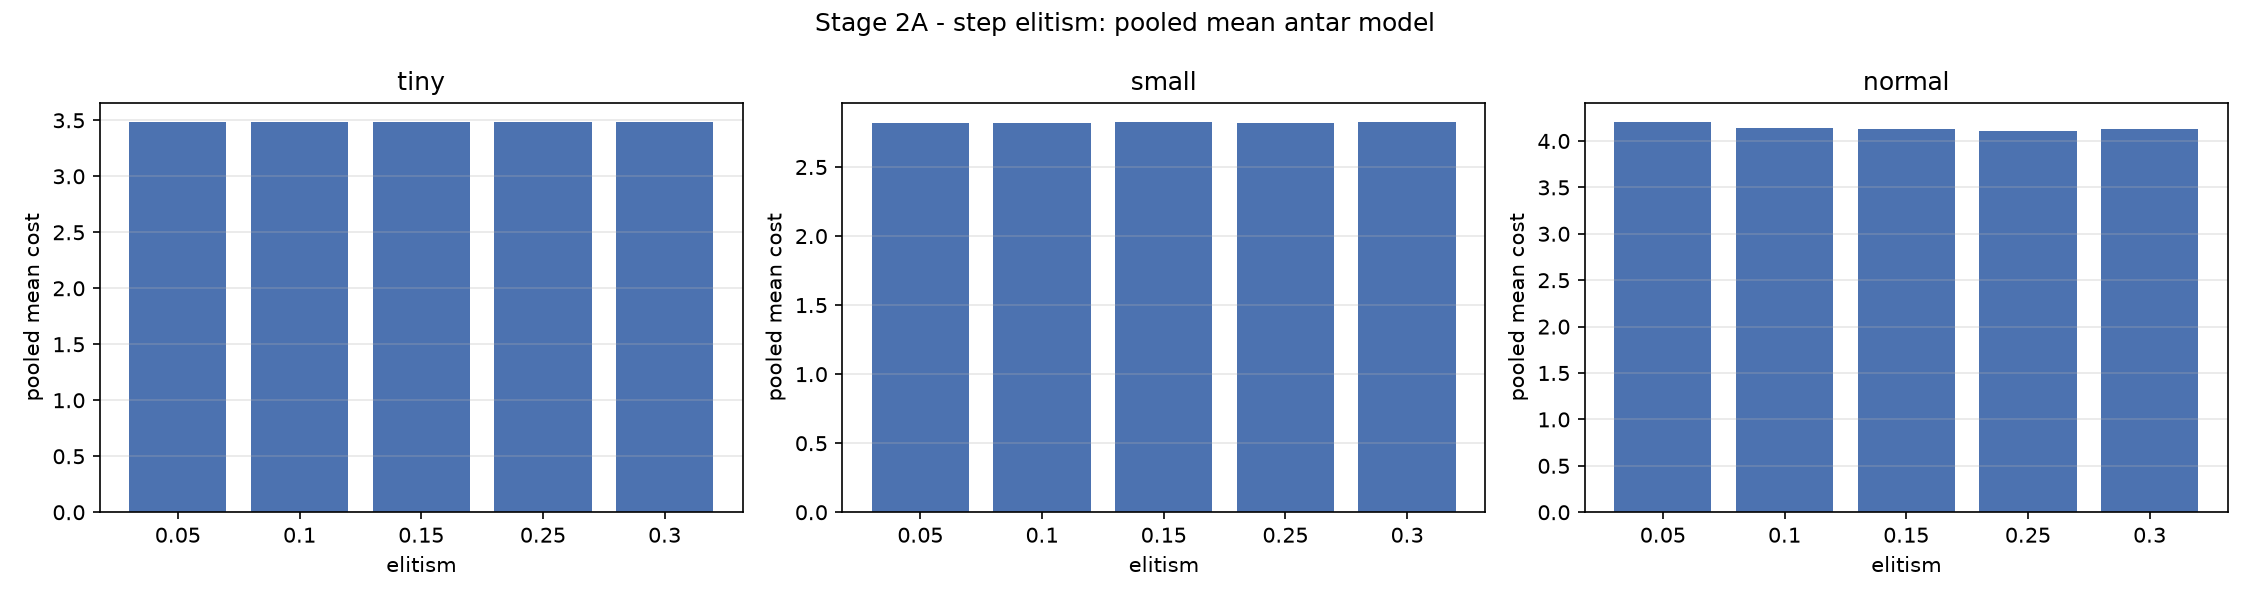 Stage 2A - step elitism: pooled mean antar model
tiny
pooled mean cost
3.5
3.0
2.5
2.0
1.5
1.0
0.5
0.0
0.05 0.1 0.15 0.25 0.3
elitism
small
pooled mean cost
2.5
2.0
1.5
1.0
0.5
0.0
0.05 0.1 0.15 0.25 0.3
elitism
normal
pooled mean cost
4.0
3.5
3.0
2.5
2.0
1.5
1.0
0.5
0.0
0.05 0.1 0.15 0.25 0.3
elitism